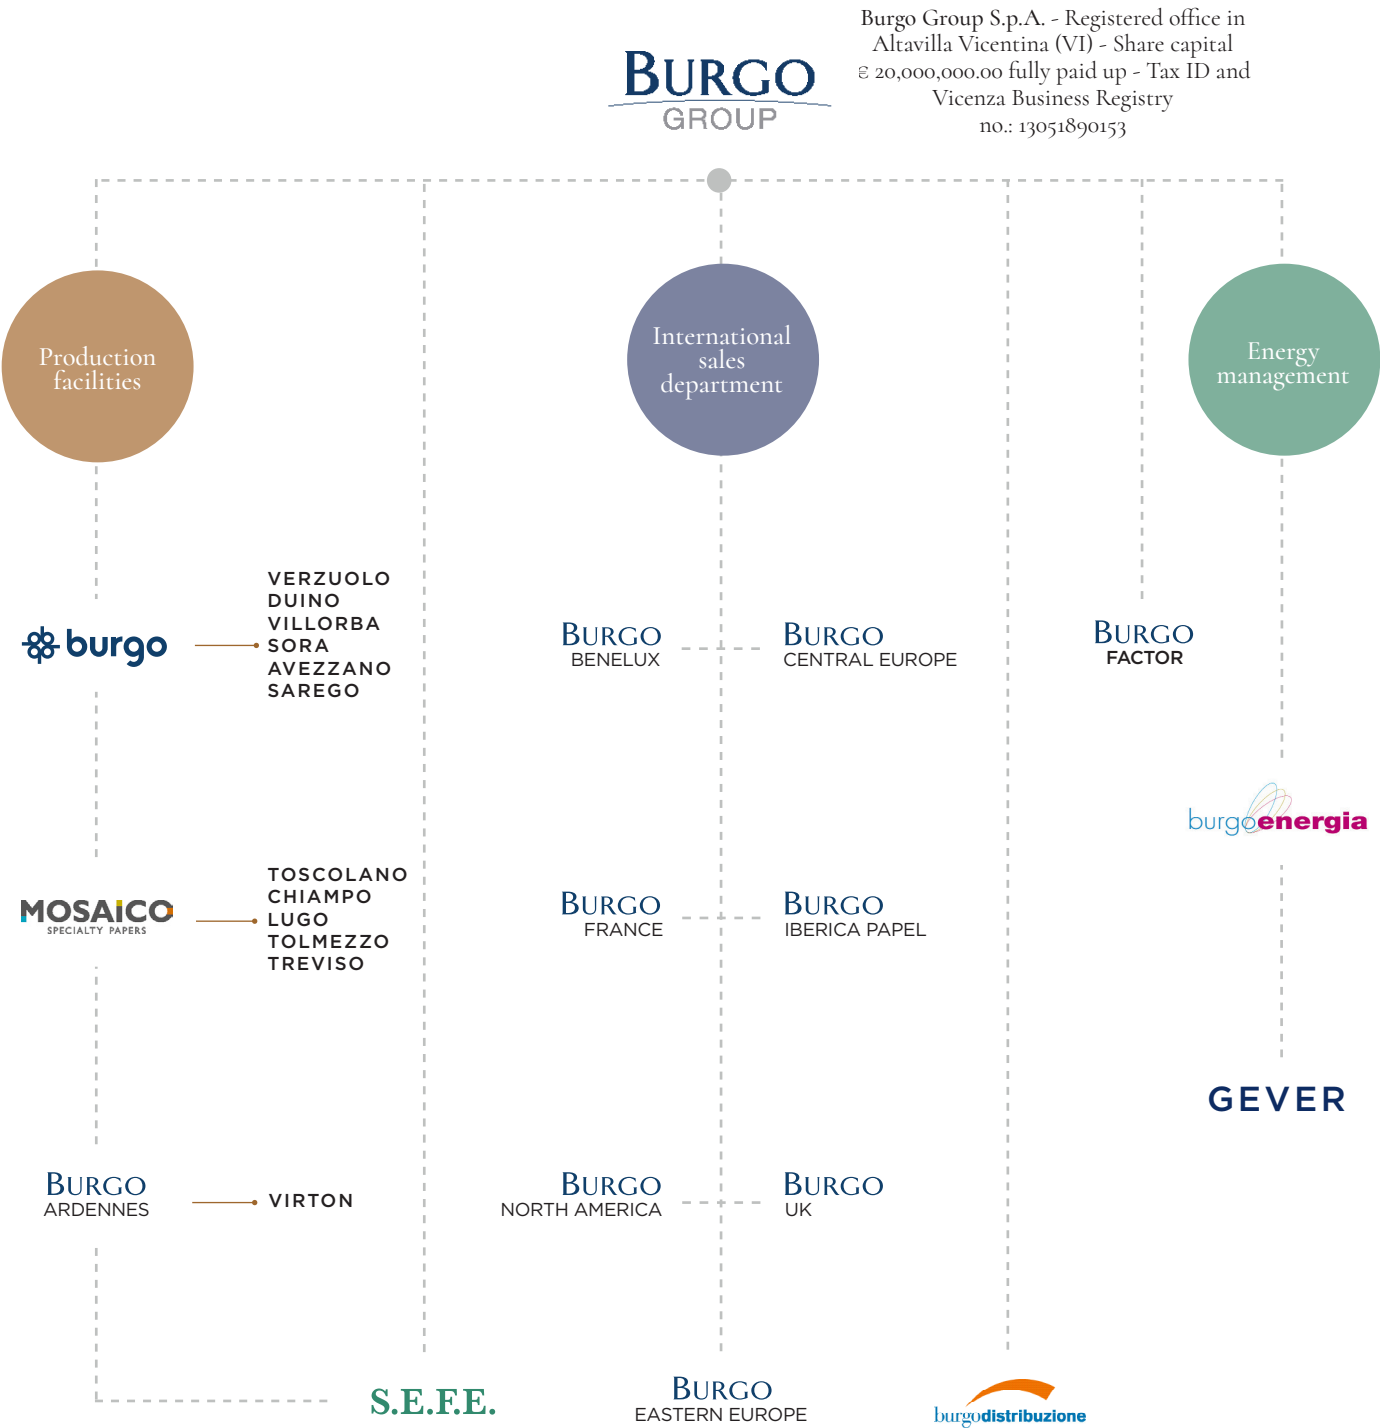 BURGO
GROUP
Burgo Group S.p.A. - Registered office in
Altavilla Vicentina (VI) - Share capital
€ 20,000,000.00 fully paid up - Tax ID and
Vicenza Business Registry
no.: 13051890153
Production
facilities
International
sales
department
Energy
management
burgo
VERZUOLO
DUINO
VILLORBA
SORA
AVEZZANO
SAREGO
BURGO
BENELUX
BURGO
CENTRAL EUROPE
BURGO
FACTOR
burgoenergia
MOSAICO
SPECIALTY PAPERS
TOSCOLANO
CHIAMPO
LUGO
TOLMEZZO
TREVISO
BURGO
FRANCE
BURGO
IBERICA PAPEL
GEVER
BURGO
ARDENNES
VIRTON
BURGO
NORTH AMERICA
BURGO
UK
S.E.F.E.
BURGO
EASTERN EUROPE
burgodistribuzione